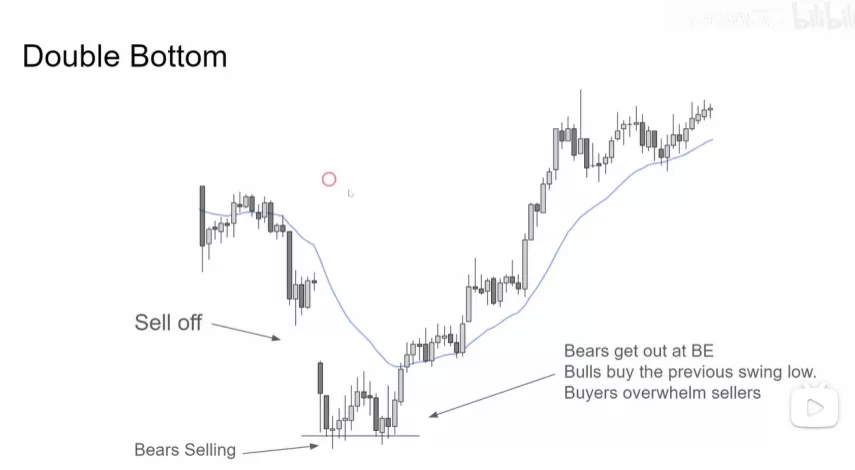 Double Bottom
Sell off
Bears get out at BE
Bulls buy the previous swing low.
Buyers overwhelm sellers
Bears Selling
bilibili